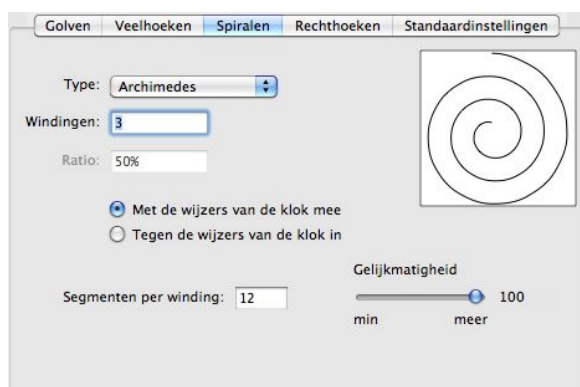 Golven Veelhoeken Spiralen Rechthoeken Standaardinstellingen
Type: Archimedes
Windingen: 3
Ratio: 50%
Met de wijzers van de klok mee
Tegen de wijzers van de klok in
Gelijkmatigheid
Segmenten per winding: 12 100
min meer